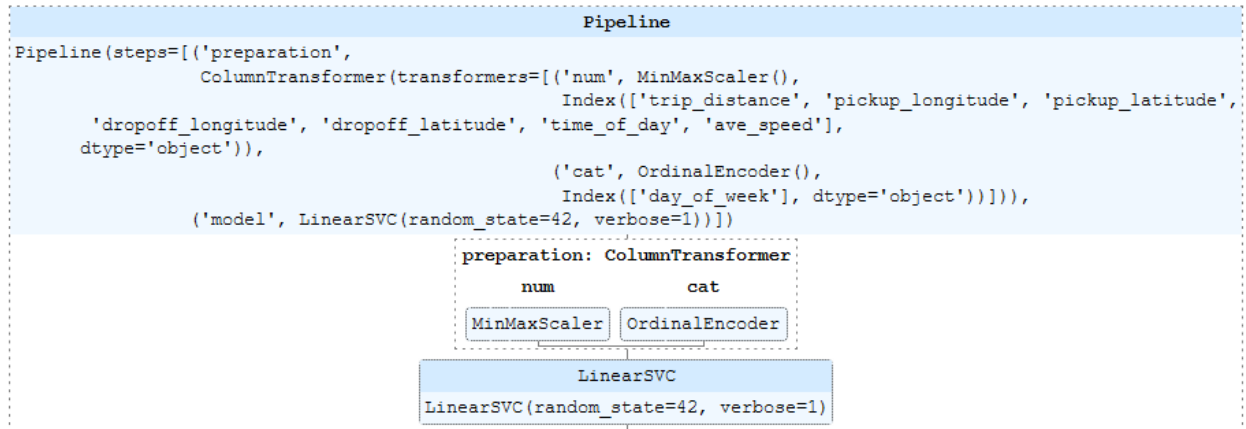 Pipeline
Pipeline(steps=[('preparation',
ColumnTransformer(transformers=[('num', MinMaxScaler(),
Index(['trip_distance', 'pickup_longitude', 'pickup_latitude',
'dropoff_longitude', 'dropoff_latitude', 'time_of_day', 'ave_speed'],
dtype='object')),
('cat', OrdinalEncoder(),
Index(['day_of_week'], dtype='object'))])),
('model', LinearSVC(random_state=42, verbose=1))])
preparation: ColumnTransformer
num cat
MinMaxScaler OrdinalEncoder
LinearSVC
LinearSVC(random_state=42, verbose=1)